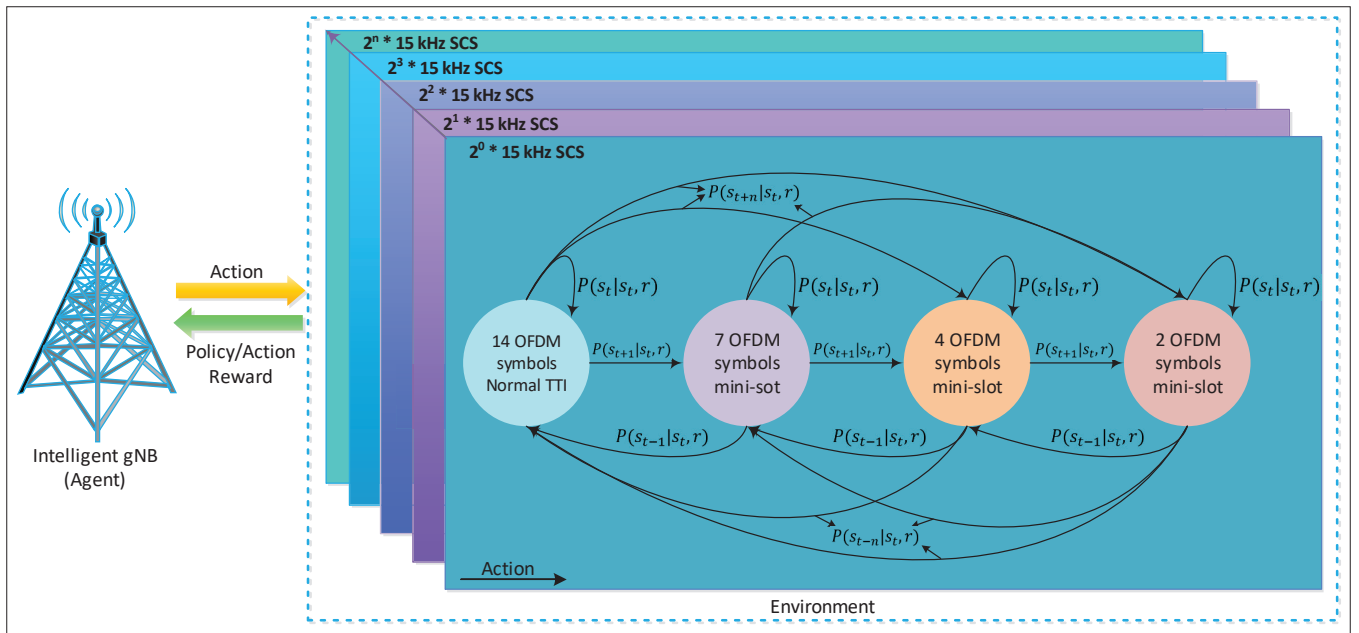 2ⁿ * 15 kHz SCS
2³ * 15 kHz SCS
2² * 15 kHz SCS
2¹ * 15 kHz SCS
2⁰ * 15 kHz SCS
P(sₜ₊ₙ|sₜ, r)
Action
Policy/Action
Reward
Intelligent gNB
(Agent)
P(sₜ|sₜ, r)
P(sₜ|sₜ, r)
P(sₜ|sₜ, r)
P(sₜ|sₜ, r)
14 OFDM
symbols
Normal TTI
P(sₜ₊₁|sₜ, r)
7 OFDM
symbols
mini-sot
P(sₜ₊₁|sₜ, r)
4 OFDM
symbols
mini-slot
P(sₜ₊₁|sₜ, r)
2 OFDM
symbols
mini-slot
P(sₜ₋₁|sₜ, r)
P(sₜ₋₁|sₜ, r)
P(sₜ₋₁|sₜ, r)
P(sₜ₋ₙ|sₜ, r)
Action
Environment